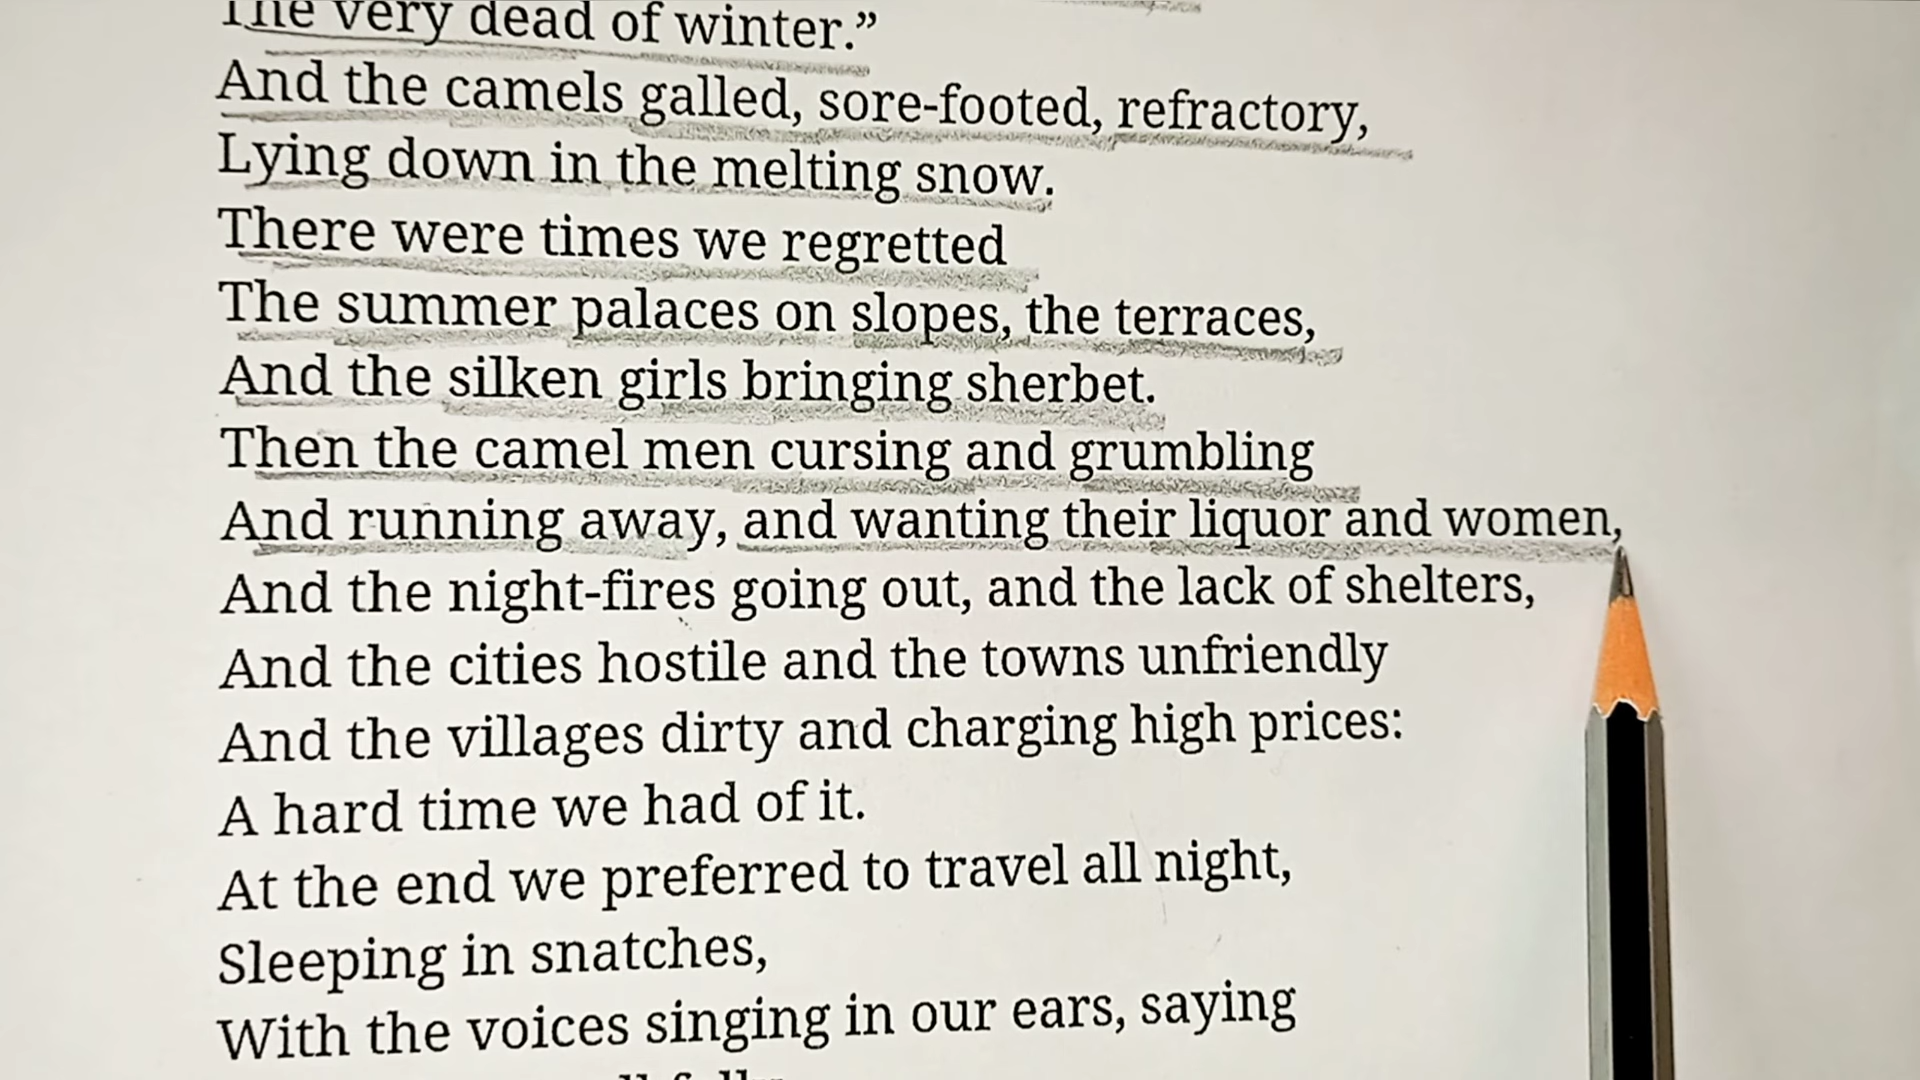 The very dead of winter.”
And the camels galled, sore-footed, refractory,
Lying down in the melting snow.
There were times we regretted
The summer palaces on slopes, the terraces,
And the silken girls bringing sherbet.
Then the camel men cursing and grumbling
And running away, and wanting their liquor and women,
And the night-fires going out, and the lack of shelters,
And the cities hostile and the towns unfriendly
And the villages dirty and charging high prices:
A hard time we had of it.
At the end we preferred to travel all night,
Sleeping in snatches,
With the voices singing in our ears, saying